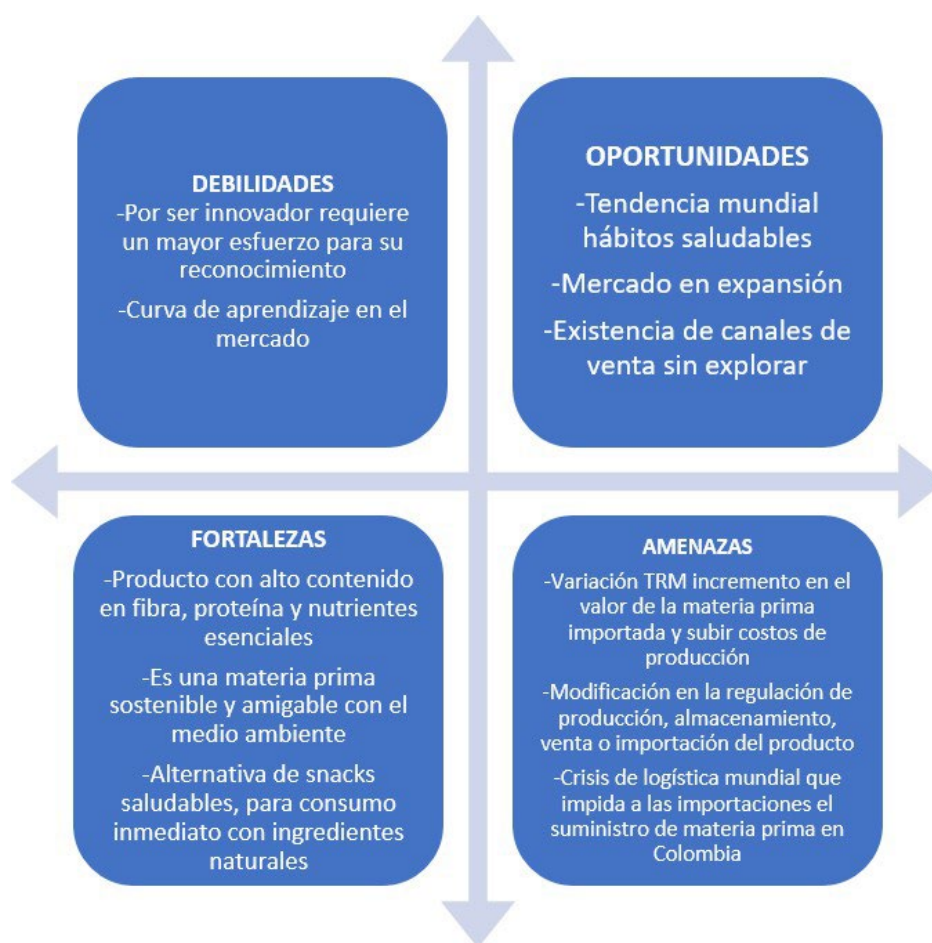 DEBILIDADES
-Por ser innovador requiere
un mayor esfuerzo para su
reconocimiento
-Curva de aprendizaje en el
mercado
OPORTUNIDADES
-Tendencia mundial
hábitos saludables
-Mercado en expansión
-Existencia de canales de
venta sin explorar
FORTALEZAS
-Producto con alto contenido
en fibra, proteína y nutrientes
esenciales
-Es una materia prima
sostenible y amigable con el
medio ambiente
-Alternativa de snacks
saludables, para consumo
inmediato con ingredientes
naturales
AMENAZAS
-Variación TRM incremento en el
valor de la materia prima
importada y subir costos de
producción
-Modificación en la regulación de
producción, almacenamiento,
venta o importación del producto
-Crisis de logística mundial que
impida a las importaciones el
suministro de materia prima en
Colombia